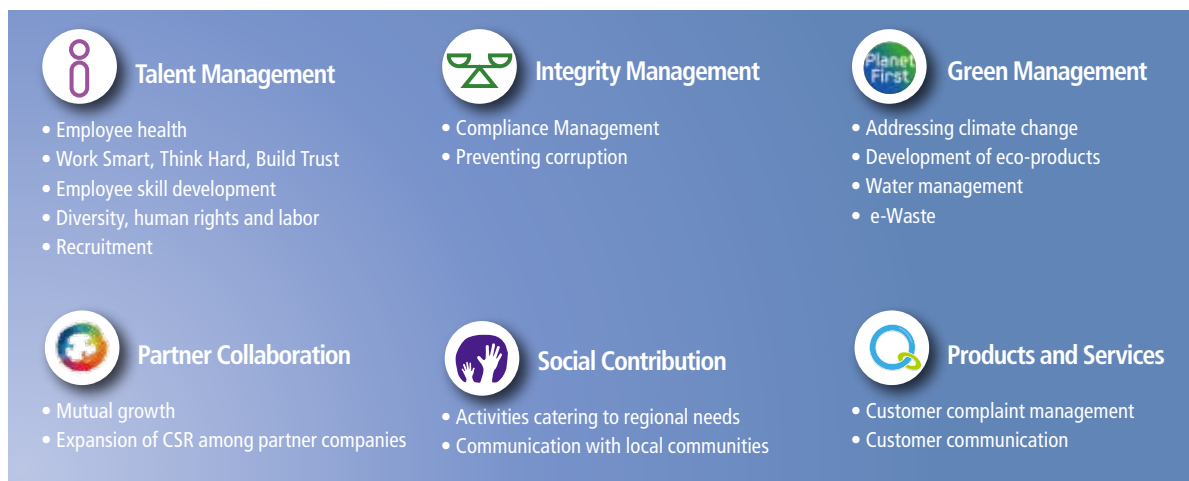 Talent Management
• Employee health
• Work Smart, Think Hard, Build Trust
• Employee skill development
• Diversity, human rights and labor
• Recruitment
Integrity Management
• Compliance Management
• Preventing corruption
Planet
First
Green Management
• Addressing climate change
• Development of eco-products
• Water management
• e-Waste
Partner Collaboration
• Mutual growth
• Expansion of CSR among partner companies
Social Contribution
• Activities catering to regional needs
• Communication with local communities
Products and Services
• Customer complaint management
• Customer communication